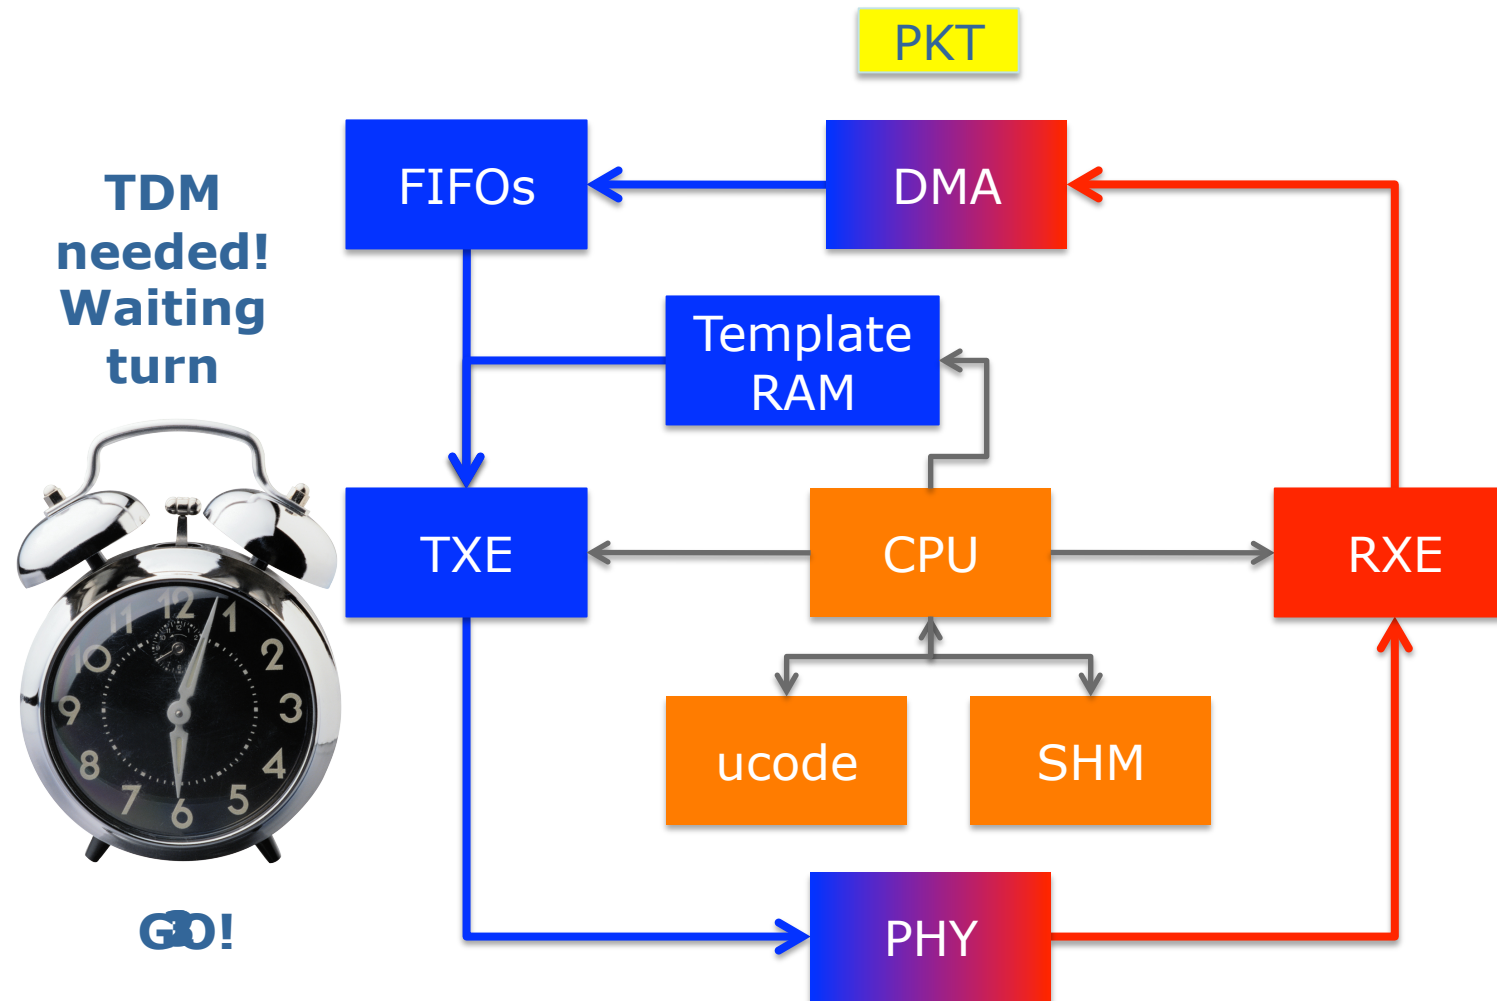 PKT
FIFOs
DMA
TDM
needed!
Waiting
turn
Template
RAM
TXE
CPU
RXE
12
1
2
3
4
5
6
7
8
9
10
11
ucode
SHM
PHY